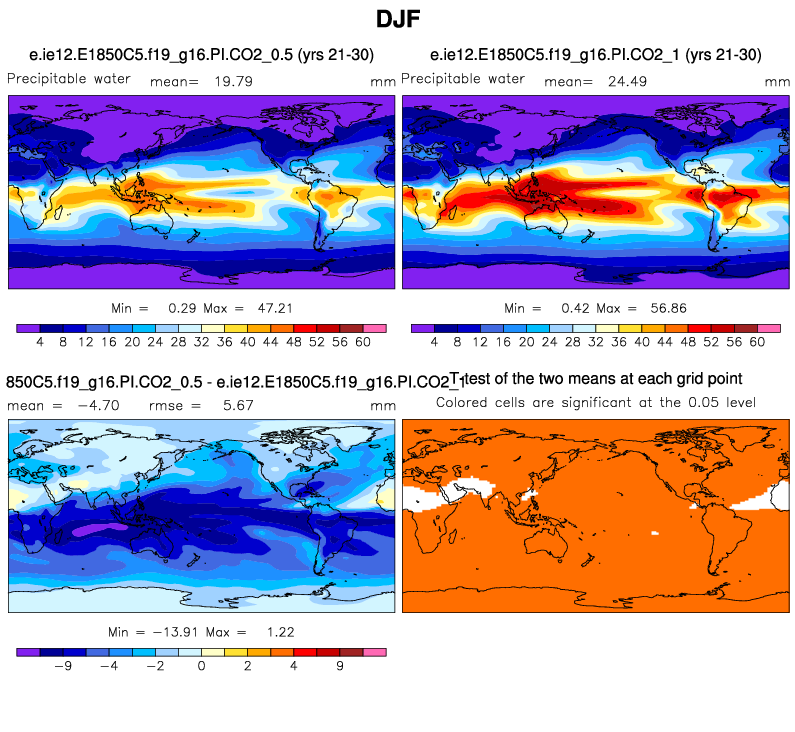 DJF
e.ie12.E1850C5.f19_g16.PI.CO2_0.5 (yrs 21-30)
Precipitable water mean= 19.79 mm
Min = 0.29 Max = 47.21
4 8 12 16 20 24 28 32 36 40 44 48 52 56 60
e.ie12.E1850C5.f19_g16.PI.CO2_1 (yrs 21-30)
Precipitable water mean= 24.49 mm
Min = 0.42 Max = 56.86
4 8 12 16 20 24 28 32 36 40 44 48 52 56 60
850C5.f19_g16.PI.CO2_0.5 - e.ie12.E1850C5.f19_g16.PI.CO2_1
mean = -4.70 rmse = 5.67 mm
Min = -13.91 Max = 1.22
-9 -4 -2 0 2 4 9
T-test of the two means at each grid point
Colored cells are significant at the 0.05 level